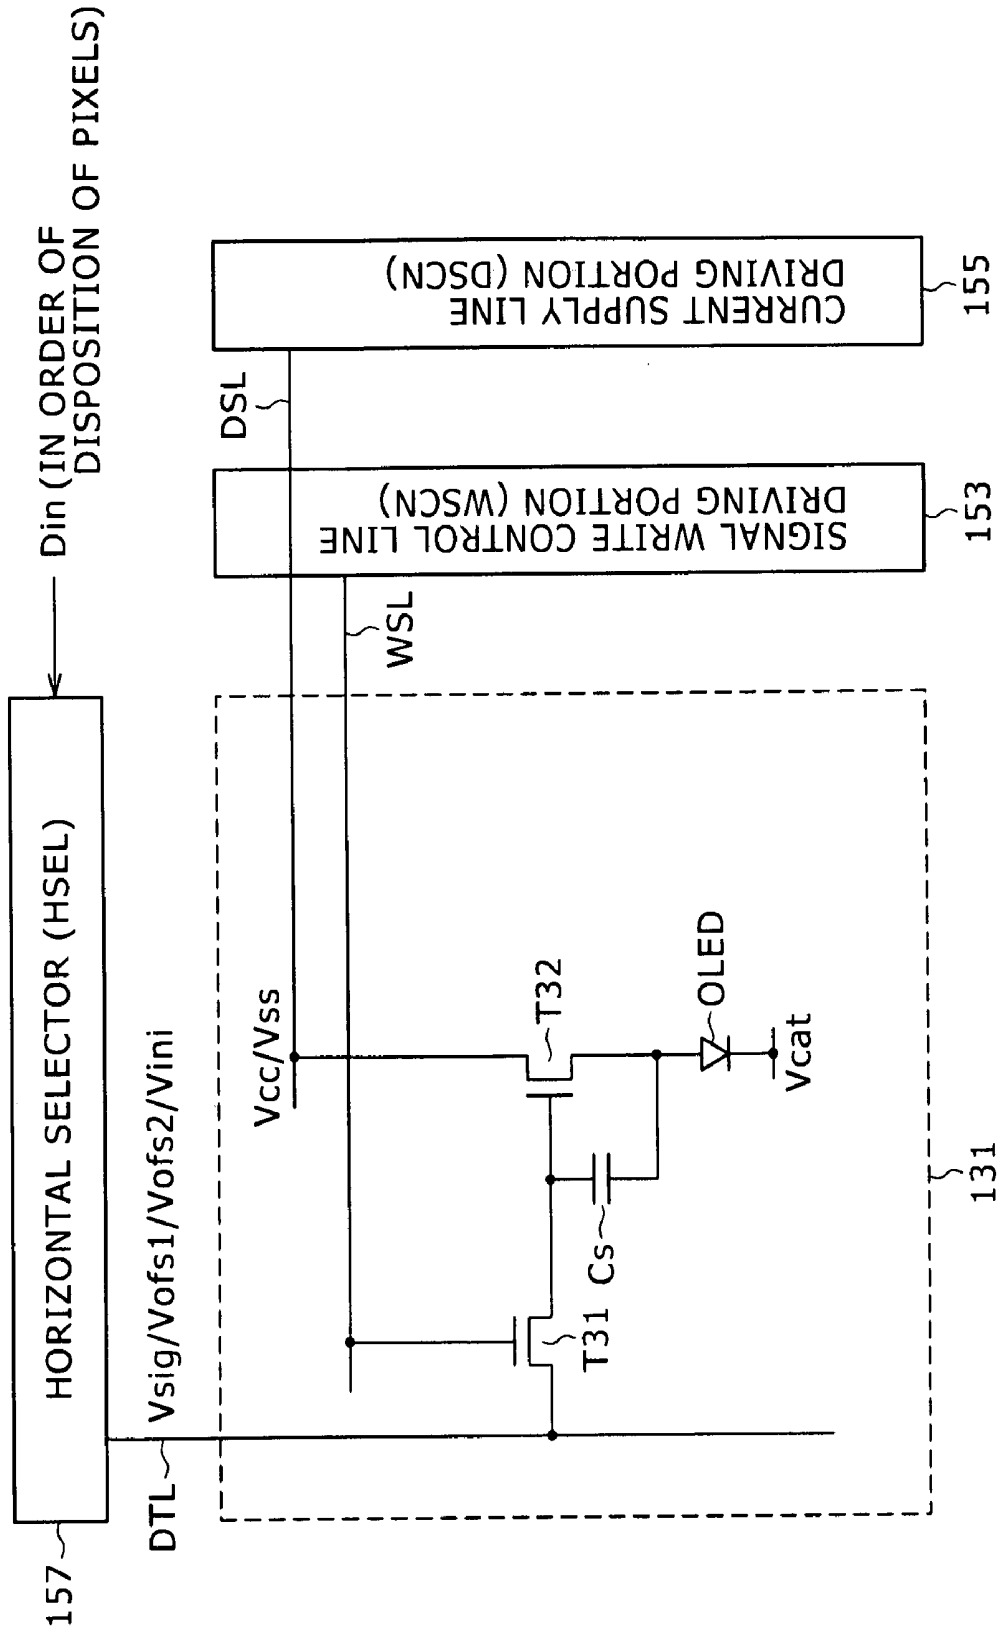 Din (IN ORDER OF
DISPOSITION OF PIXELS)
157
HORIZONTAL SELECTOR (HSEL)
DTL
Vsig/Vofs1/Vofs2/Vini
Vcc/Vss
WSL
DSL
T31
Cs
T32
OLED
Vcat
SIGNAL WRITE CONTROL LINE
DRIVING PORTION (WSCN)
CURRENT SUPPLY LINE
DRIVING PORTION (DSCN)
131
153
155